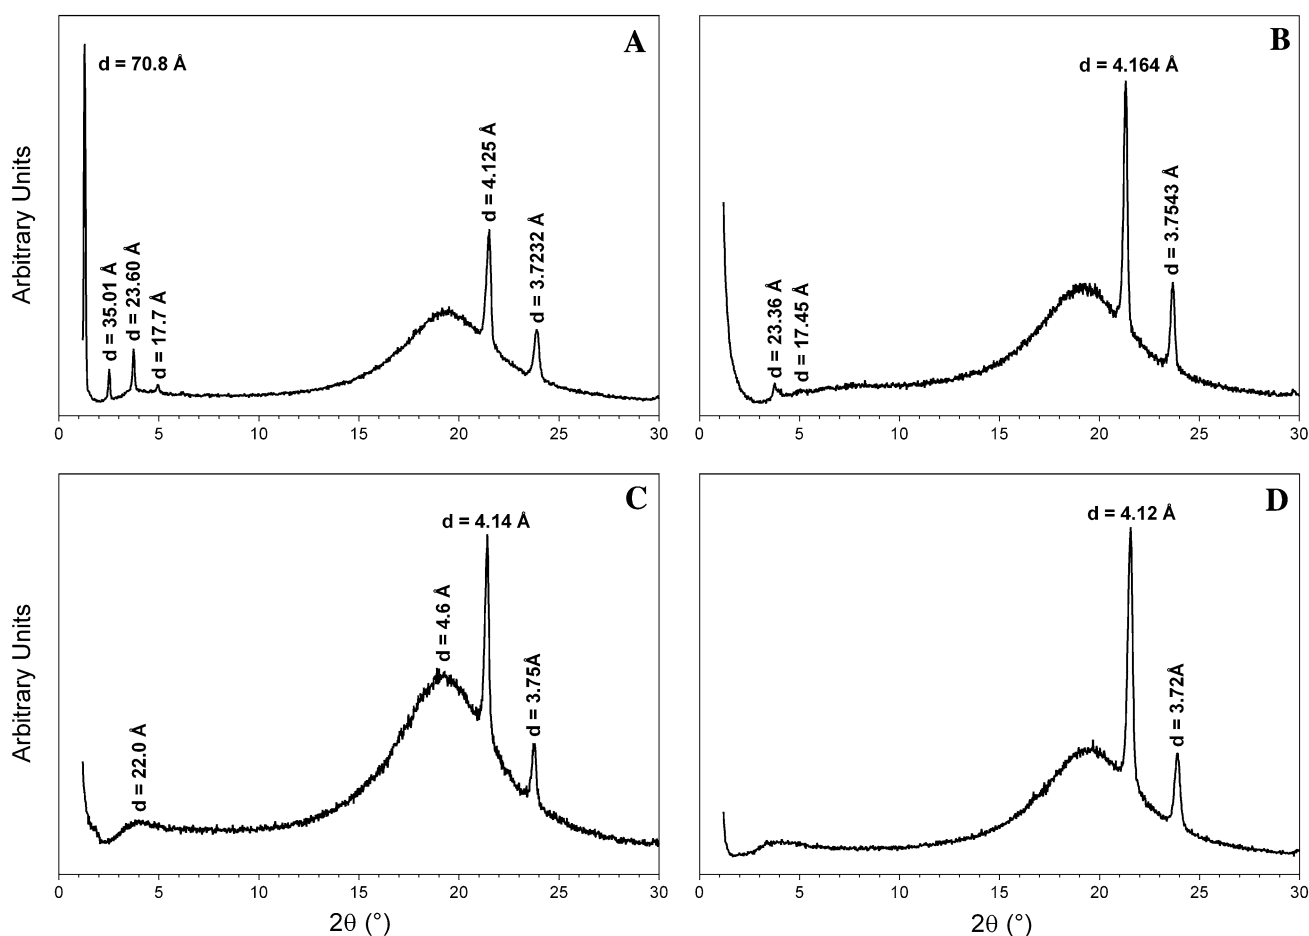 A
d = 70.8 Å
d = 35.01 Å
d = 23.60 Å
d = 17.7 Å
d = 4.125 Å
d = 3.7232 Å
Arbitrary Units
0 5 10 15 20 25 30
B
d = 4.164 Å
d = 23.36 Å
d = 17.45 Å
d = 3.7543 Å
0 5 10 15 20 25 30
C
d = 4.14 Å
d = 22.0 Å
d = 4.6 Å
d = 3.75Å
Arbitrary Units
0 5 10 15 20 25 30
2θ (°)
D
d = 4.12 Å
d = 3.72Å
0 5 10 15 20 25 30
2θ (°)